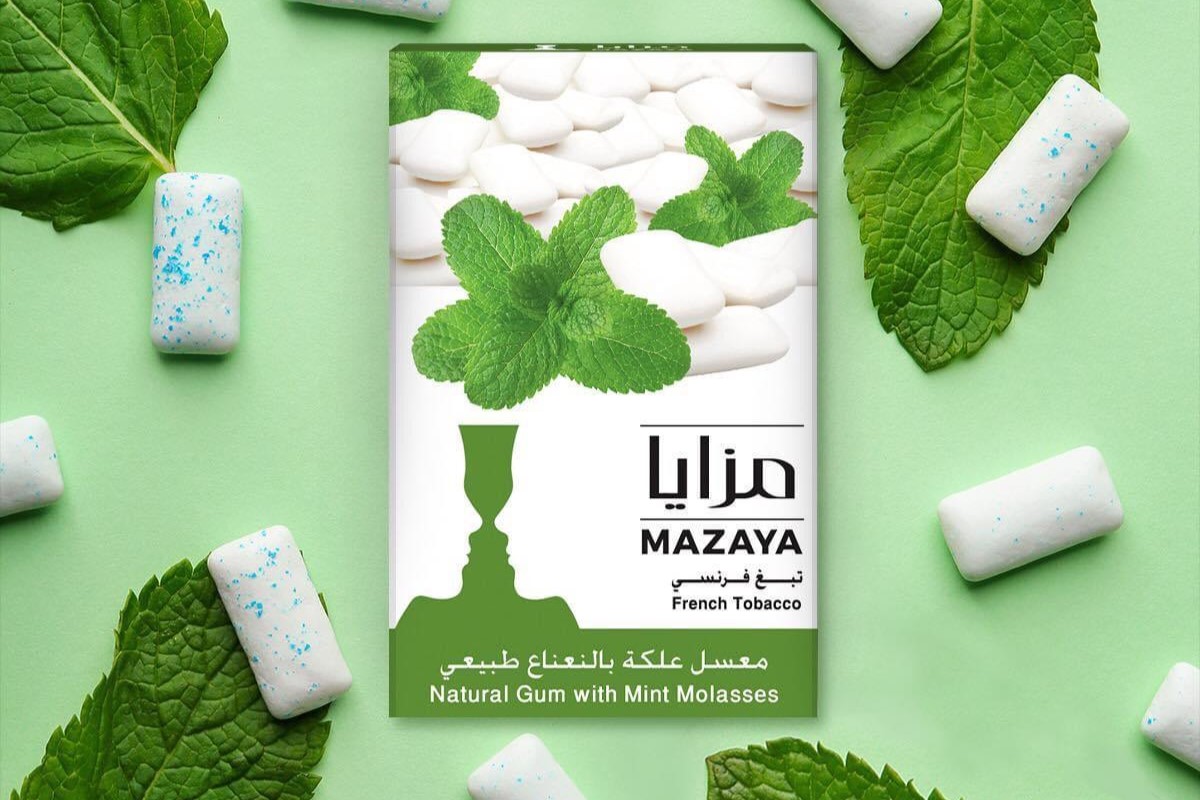 مزايا
MAZAYA
تبغ فرنسي
French Tobacco
معسل علكة بالنعناع طبيعي
Natural Gum with Mint Molasses